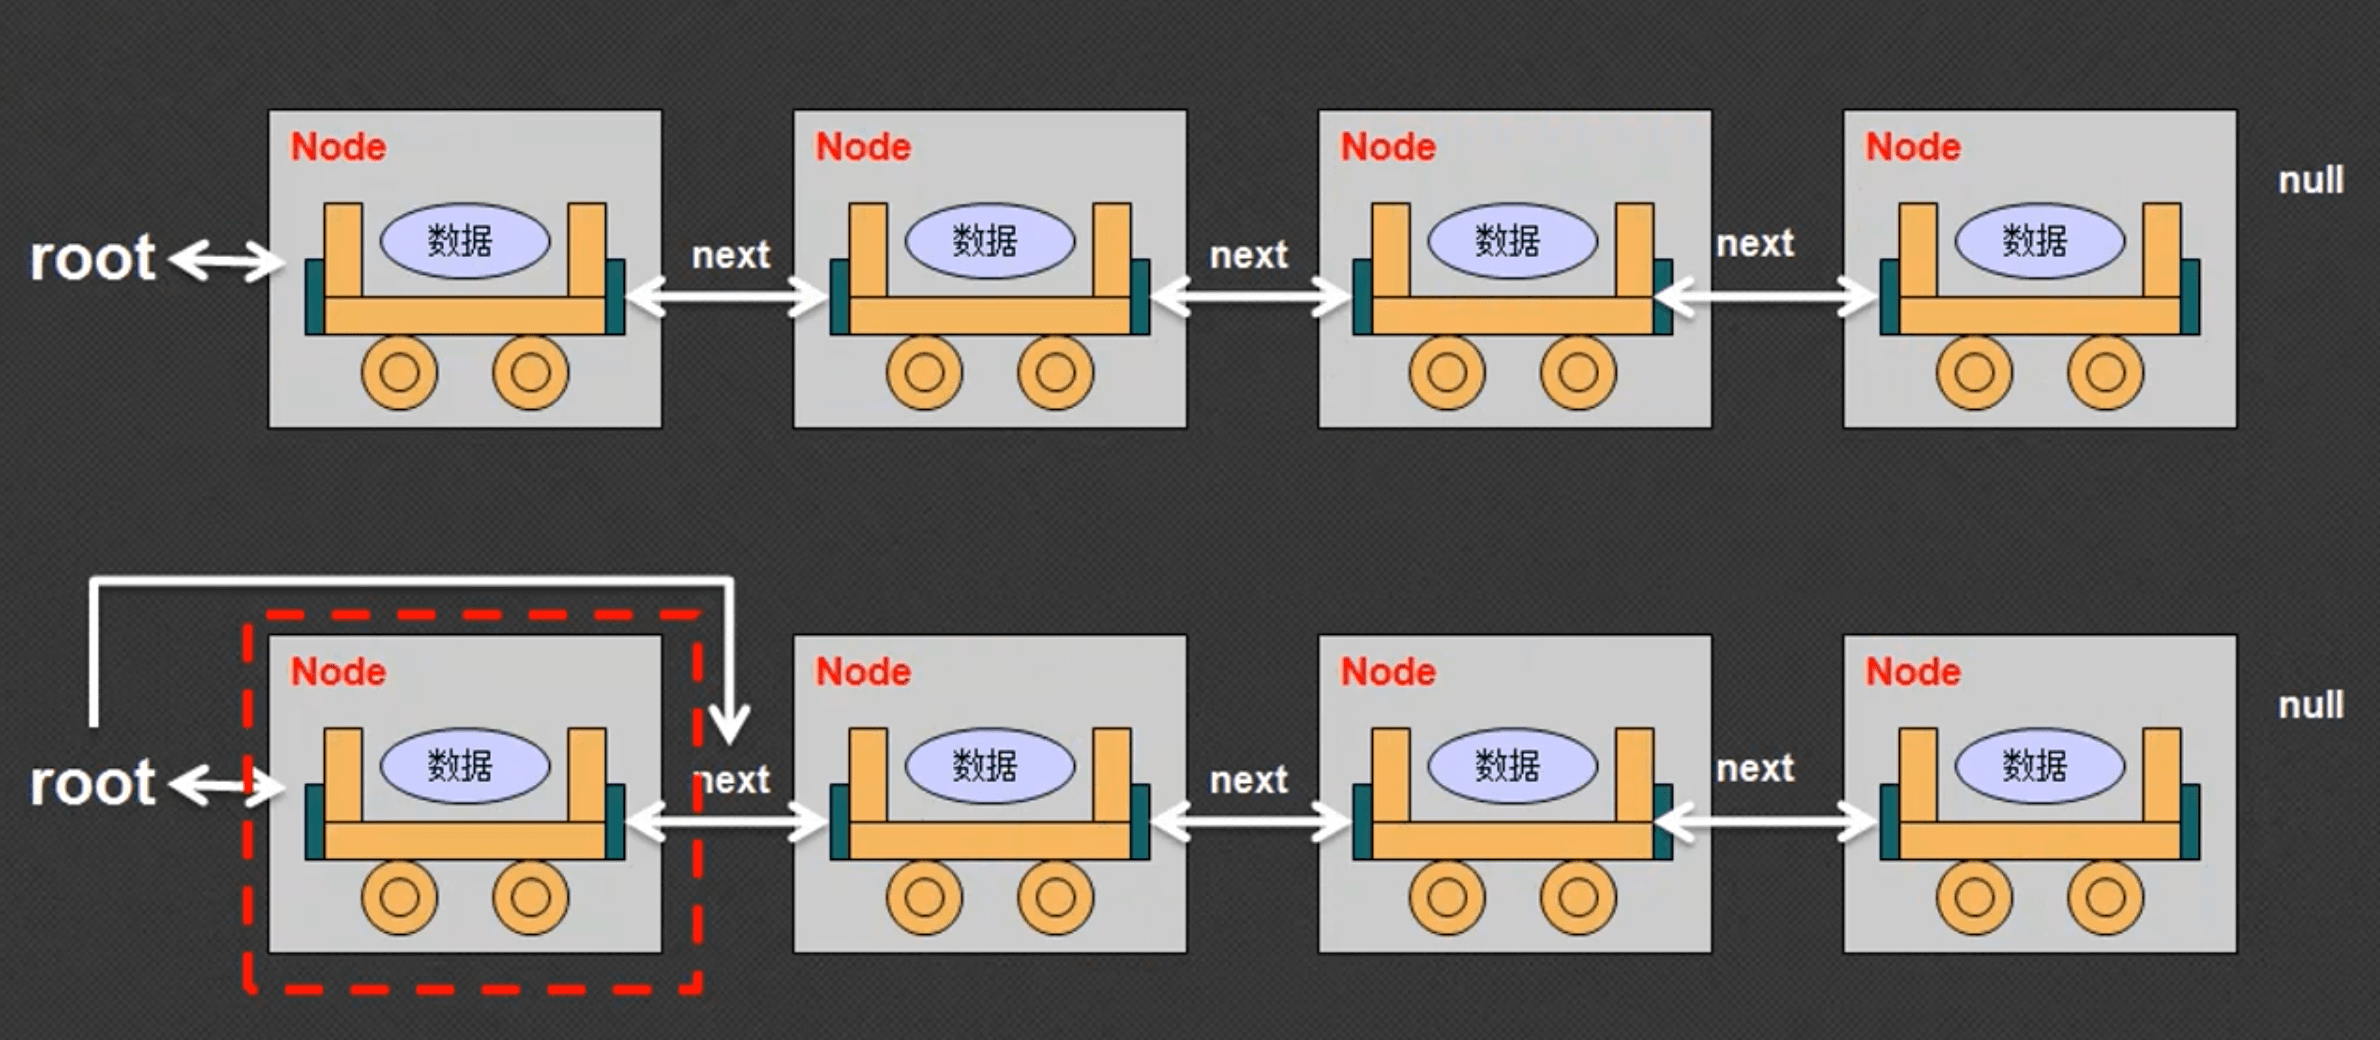 Node
Node
Node
Node
null
root
数据
next
数据
next
数据
next
数据
Node
Node
Node
Node
null
root
数据
next
数据
next
数据
next
数据